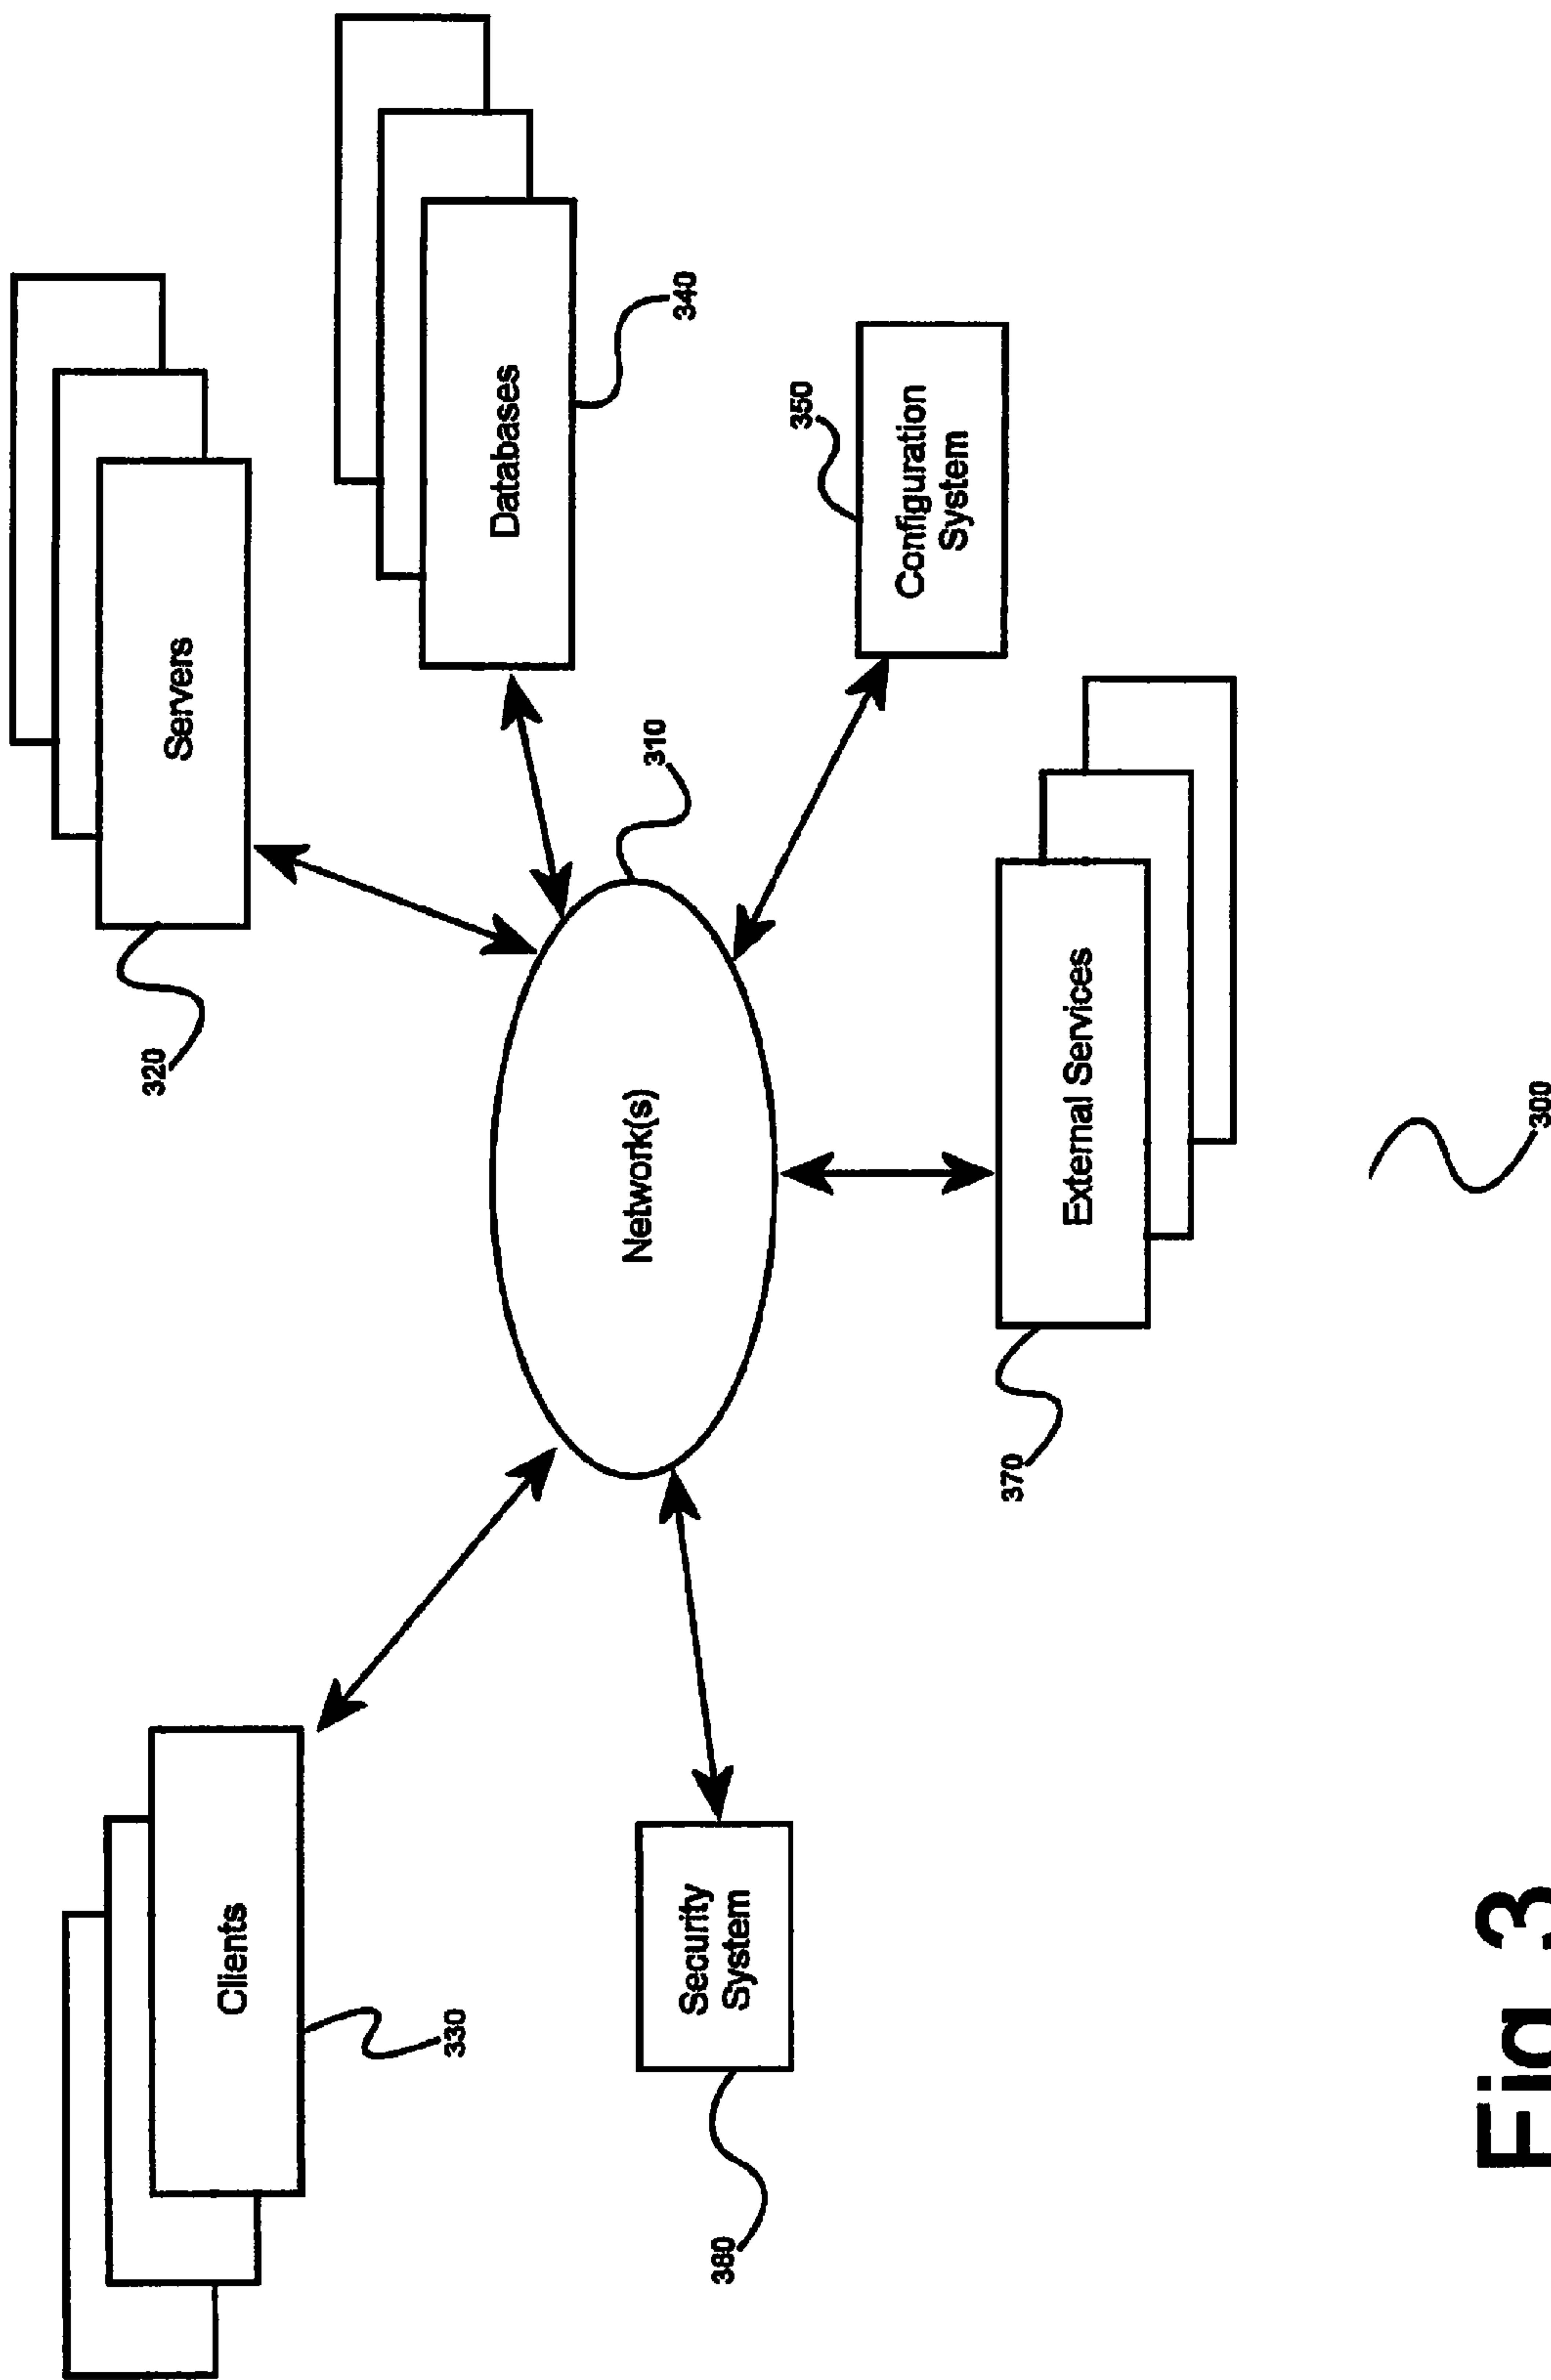 320
Servers
Clients
330
Databases
340
Network(s)
310
Security
System
380
350
Configuration
System
370
External Services
300
Fig 3